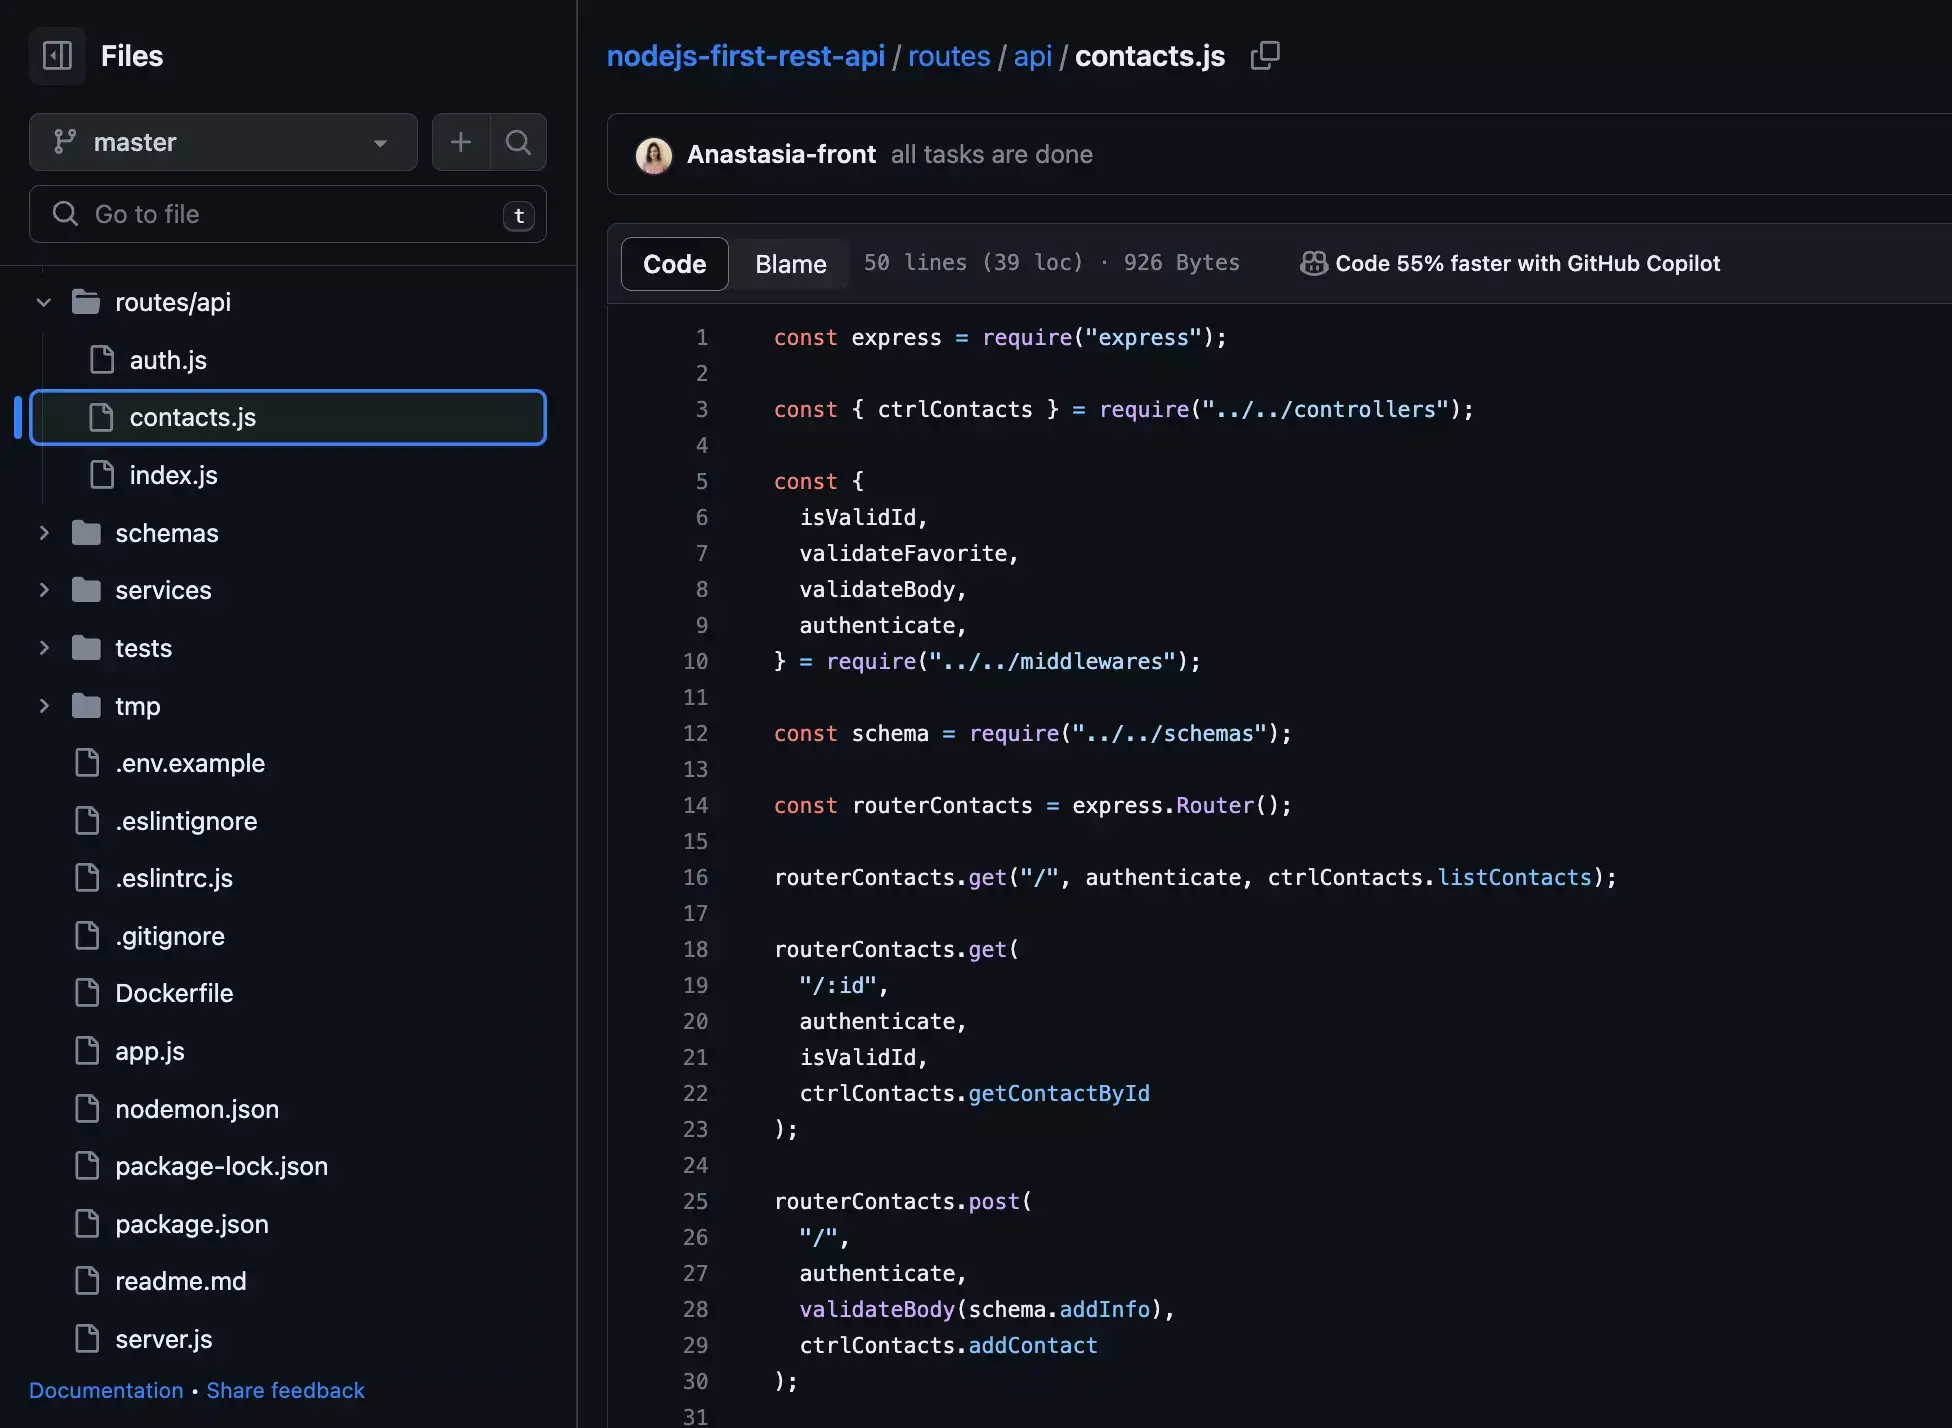 Files
master
Go to file
t
routes/api
auth.js
contacts.js
index.js
schemas
services
tests
tmp
.env.example
.eslintignore
.eslintrc.js
.gitignore
Dockerfile
app.js
nodemon.json
package-lock.json
package.json
readme.md
server.js
Documentation • Share feedback
nodejs-first-rest-api / routes / api / contacts.js
Anastasia-front all tasks are done
Code Blame 50 lines (39 loc) · 926 Bytes Code 55% faster with GitHub Copilot
1 const express = require("express");
2
3 const { ctrlContacts } = require("../../controllers");
4
5 const {
6   isValidId,
7   validateFavorite,
8   validateBody,
9   authenticate,
10 } = require("../../middlewares");
11
12 const schema = require("../../schemas");
13
14 const routerContacts = express.Router();
15
16 routerContacts.get("/", authenticate, ctrlContacts.listContacts);
17
18 routerContacts.get(
19   "/:id",
20   authenticate,
21   isValidId,
22   ctrlContacts.getContactById
23 );
24
25 routerContacts.post(
26   "/",
27   authenticate,
28   validateBody(schema.addInfo),
29   ctrlContacts.addContact
30 );
31